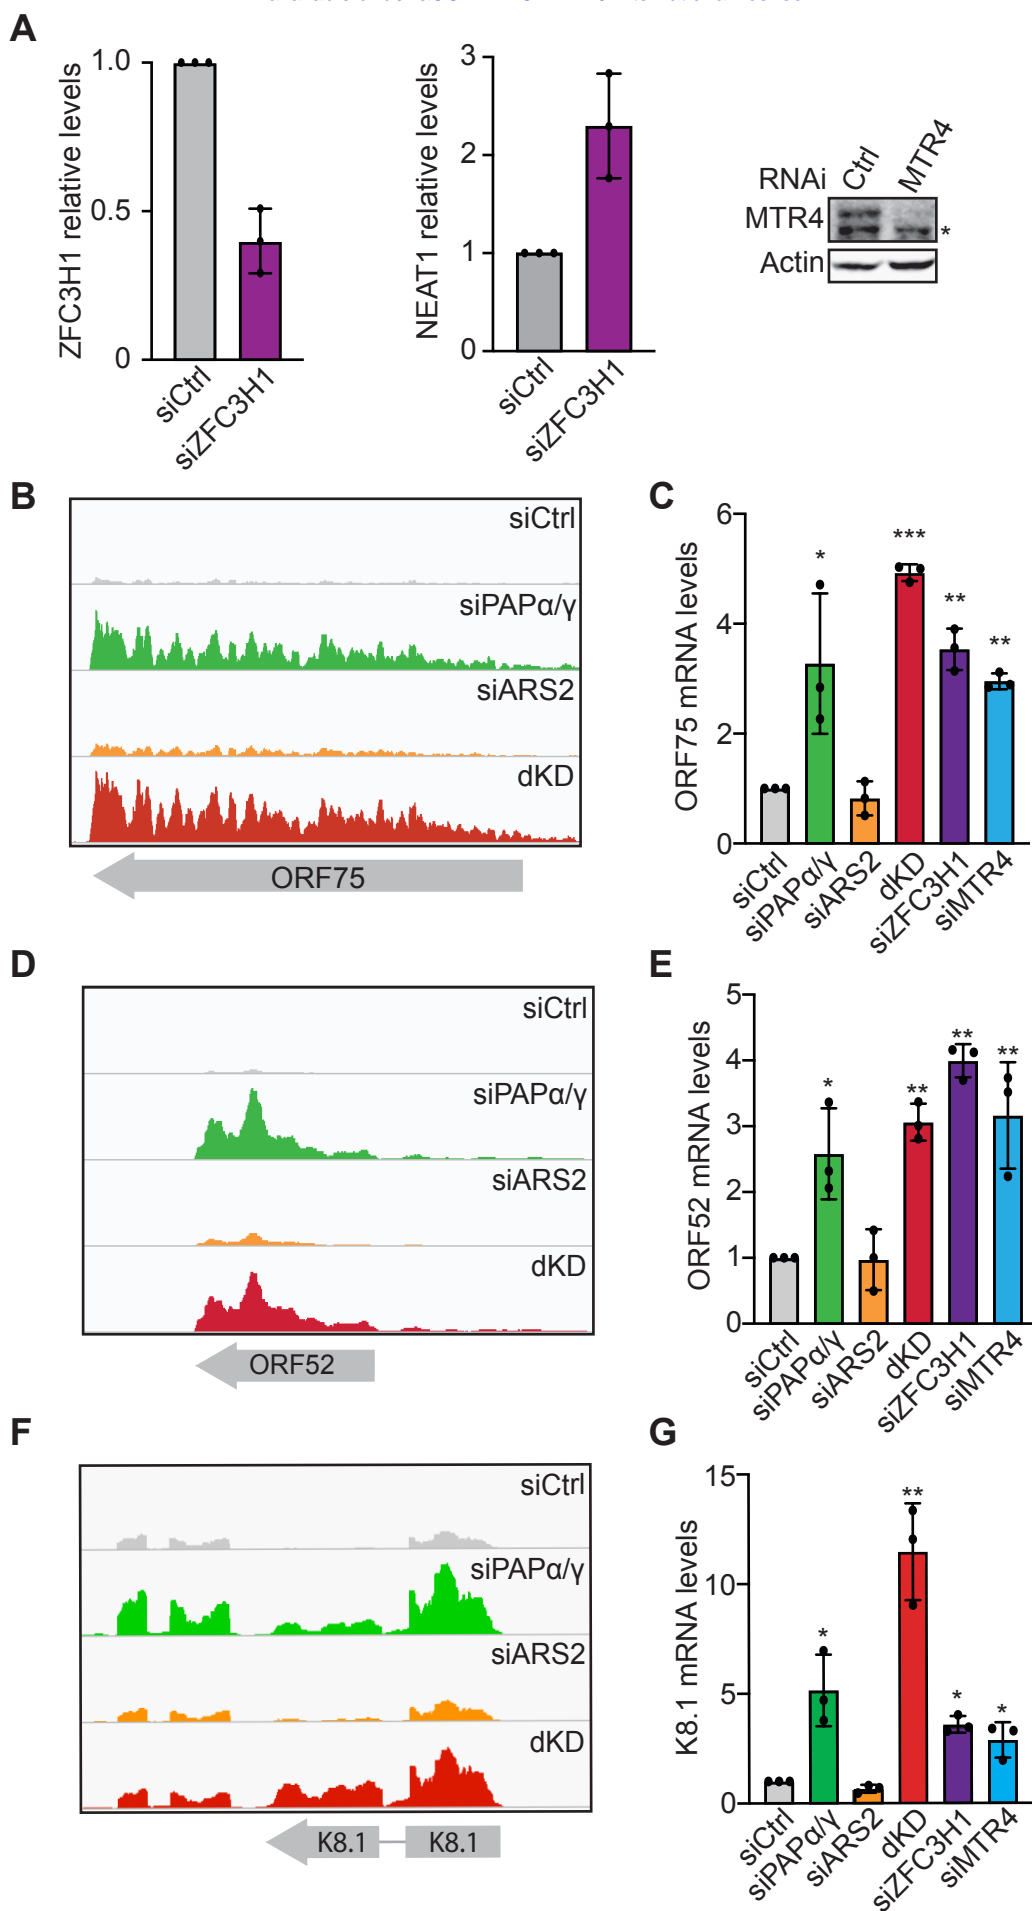 A
ZFC3H1 relative levels
1.0
0.5
0
siCtrl
siZFC3H1
NEAT1 relative levels
3
2
1
0
siCtrl
siZFC3H1
RNAi Ctrl MTR4
MTR4
*
Actin
B
siCtrl
siPAPα/γ
siARS2
dKD
ORF75
C
ORF75 mRNA levels
6
4
2
0
*
***
**
**
siCtrl
siPAPα/γ
siARS2
dKD
siZFC3H1
siMTR4
D
siCtrl
siPAPα/γ
siARS2
dKD
ORF52
E
ORF52 mRNA levels
5
4
3
2
1
0
*
**
**
**
siCtrl
siPAPα/γ
siARS2
dKD
siZFC3H1
siMTR4
F
siCtrl
siPAPα/γ
siARS2
dKD
K8.1 K8.1
G
K8.1 mRNA levels
15
10
5
0
*
**
*
*
siCtrl
siPAPα/γ
siARS2
dKD
siZFC3H1
siMTR4